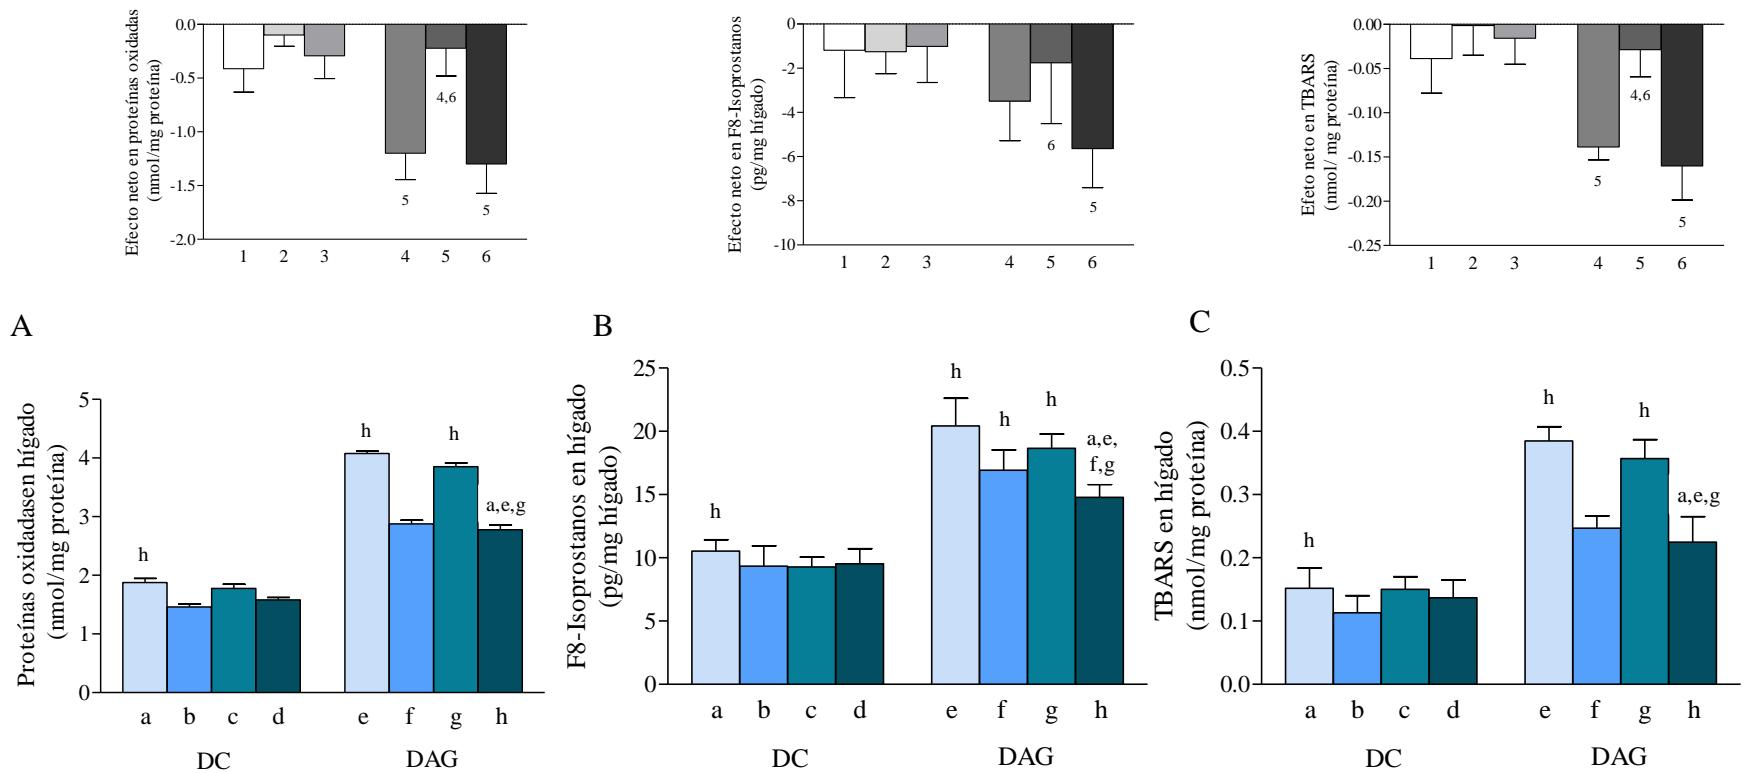 Efecto neto en proteínas oxidadas
(nmol/mg proteína)
0.0
-0.5
-1.0
-1.5
-2.0
5
4,6
5
1 2 3 4 5 6
Efecto neto en F8-Isoprostanos
(pg/mg hígado)
0
-2
-4
-6
-8
-10
6
5
1 2 3 4 5 6
Efeto neto en TBARS
(nmol/ mg proteína)
0.00
-0.05
-0.10
-0.15
-0.20
-0.25
5
4,6
5
1 2 3 4 5 6
A
Proteínas oxidadasen hígado
(nmol/mg proteína)
5
4
3
2
1
0
h
h
h
a,e,g
a b c d e f g h
DC DAG
B
F8-Isoprostanos en hígado
(pg/mg hígado)
25
20
15
10
5
0
h
h
h
h
a,e,
f,g
a b c d e f g h
DC DAG
C
TBARS en hígado
(nmol/mg proteína)
0.5
0.4
0.3
0.2
0.1
0.0
h
h
h
a,e,g
a b c d e f g h
DC DAG